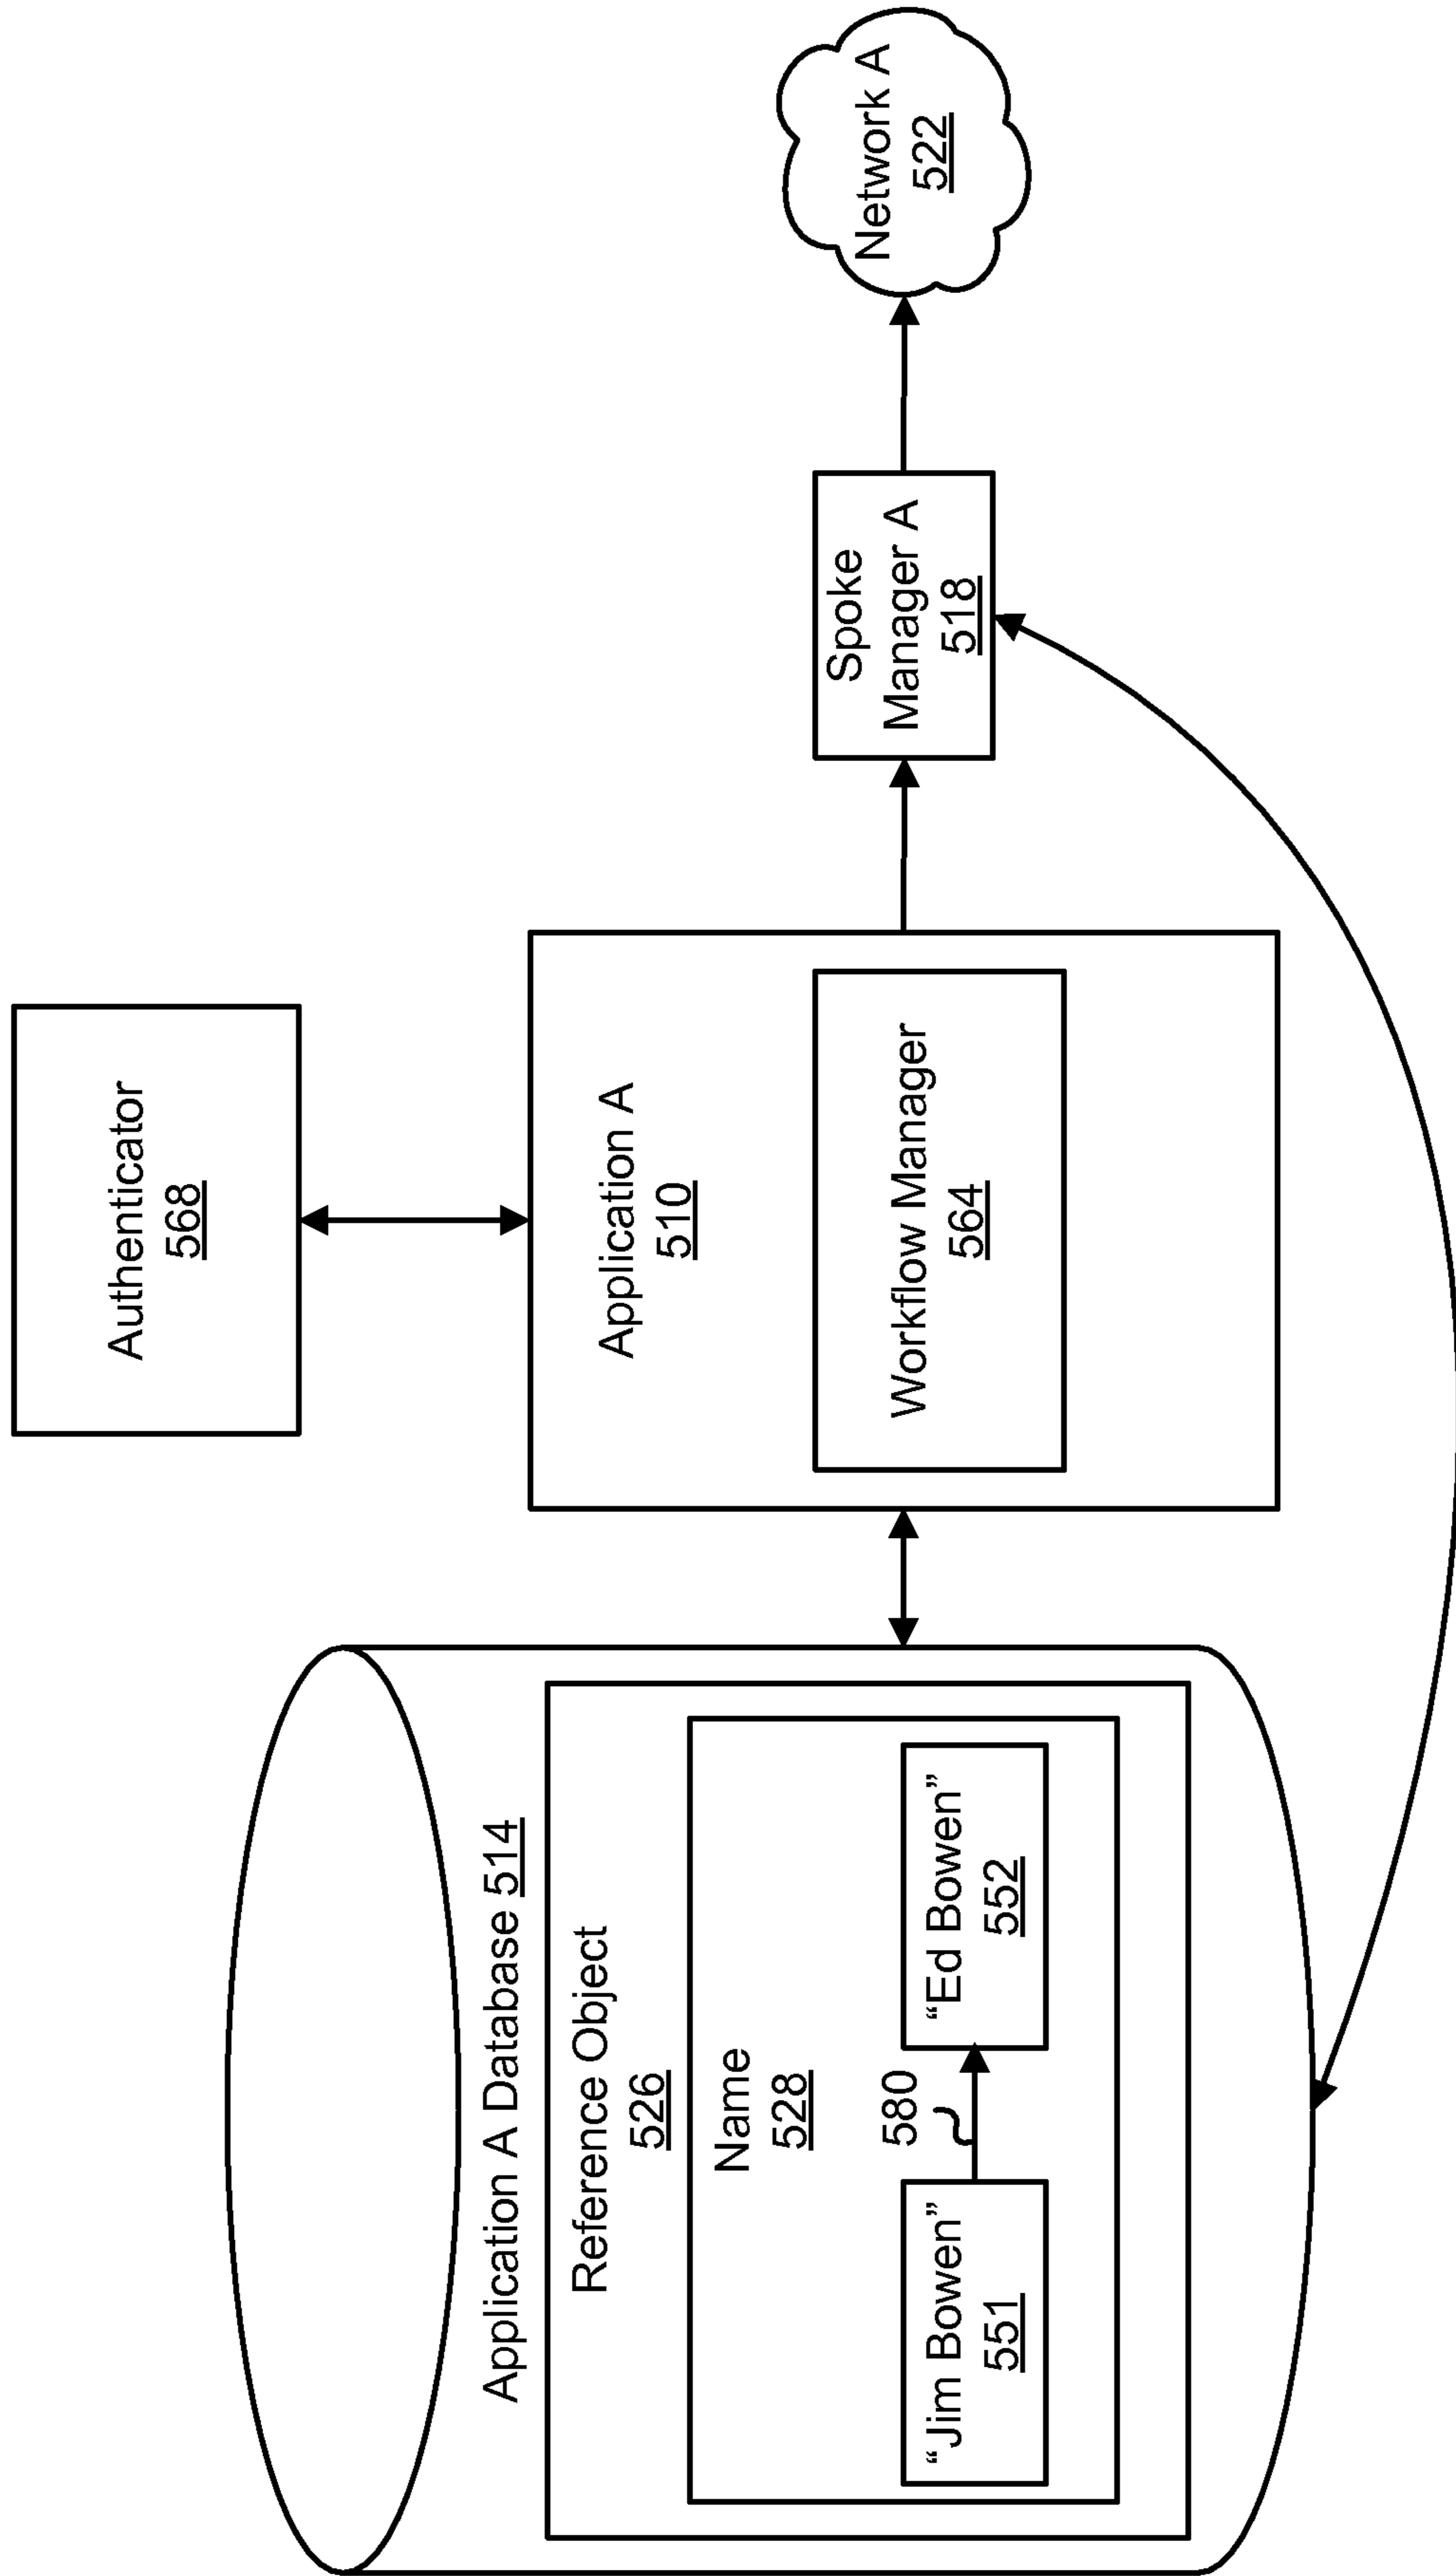 Authenticator
568
Application A Database 514
Reference Object
526
Name
528
580
“Jim Bowen”
551
“Ed Bowen”
552
Application A
510
Workflow Manager
564
Spoke
Manager A
518
Network A
522